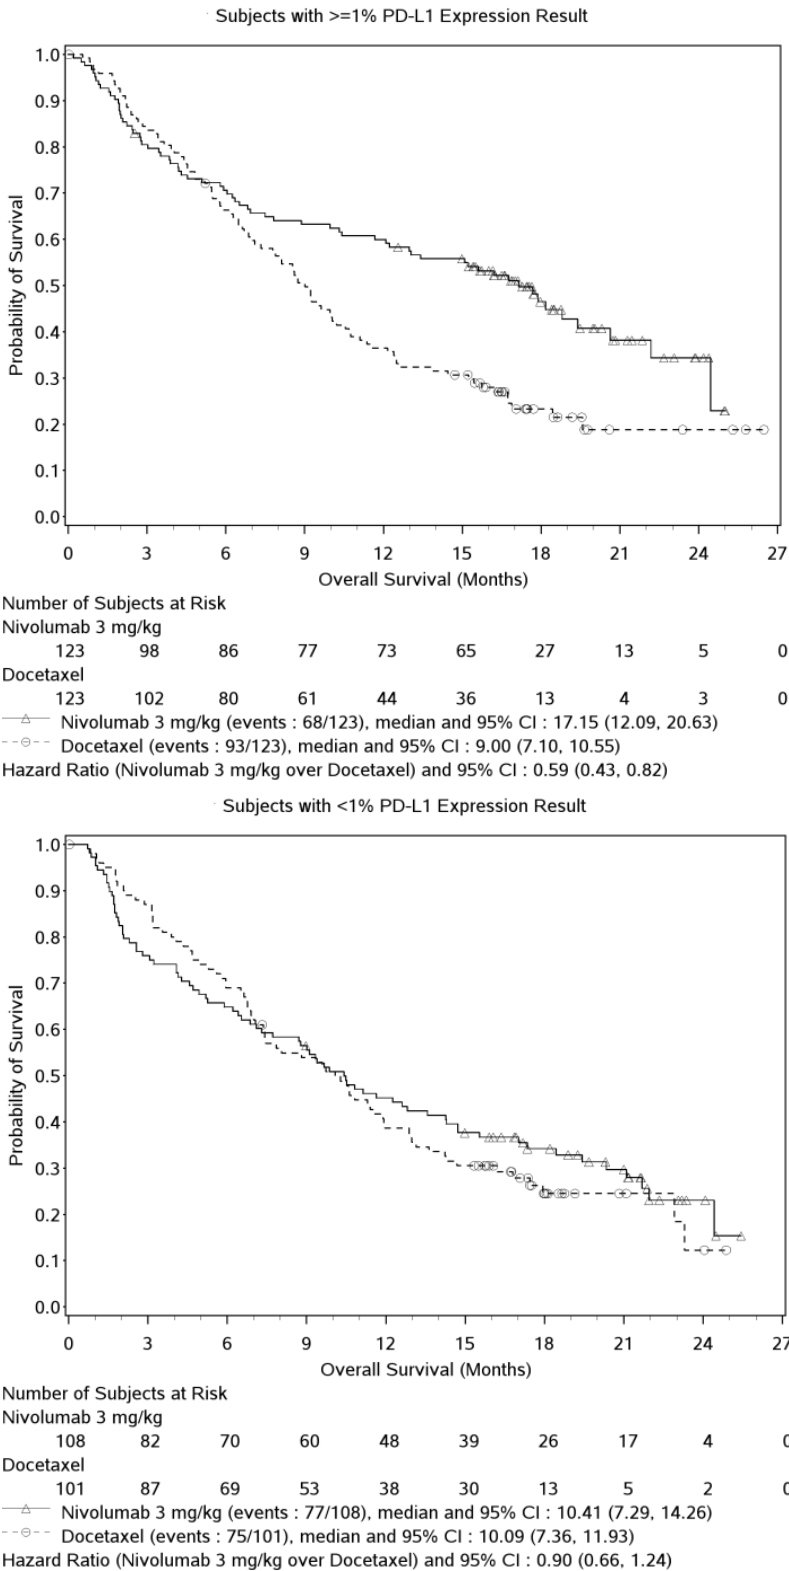 Subjects with >=1% PD-L1 Expression Result
1.0
0.9
0.8
0.7
0.6
0.5
0.4
0.3
0.2
0.1
0.0
Probability of Survival
0 3 6 9 12 15 18 21 24 27
Overall Survival (Months)
Number of Subjects at Risk
Nivolumab 3 mg/kg
123 98 86 77 73 65 27 13 5 0
Docetaxel
123 102 80 61 44 36 13 4 3 0
Nivolumab 3 mg/kg (events : 68/123), median and 95% CI : 17.15 (12.09, 20.63)
Docetaxel (events : 93/123), median and 95% CI : 9.00 (7.10, 10.55)
Hazard Ratio (Nivolumab 3 mg/kg over Docetaxel) and 95% CI : 0.59 (0.43, 0.82)
Subjects with <1% PD-L1 Expression Result
1.0
0.9
0.8
0.7
0.6
0.5
0.4
0.3
0.2
0.1
0.0
Probability of Survival
0 3 6 9 12 15 18 21 24 27
Overall Survival (Months)
Number of Subjects at Risk
Nivolumab 3 mg/kg
108 82 70 60 48 39 26 17 4 0
Docetaxel
101 87 69 53 38 30 13 5 2 0
Nivolumab 3 mg/kg (events : 77/108), median and 95% CI : 10.41 (7.29, 14.26)
Docetaxel (events : 75/101), median and 95% CI : 10.09 (7.36, 11.93)
Hazard Ratio (Nivolumab 3 mg/kg over Docetaxel) and 95% CI : 0.90 (0.66, 1.24)